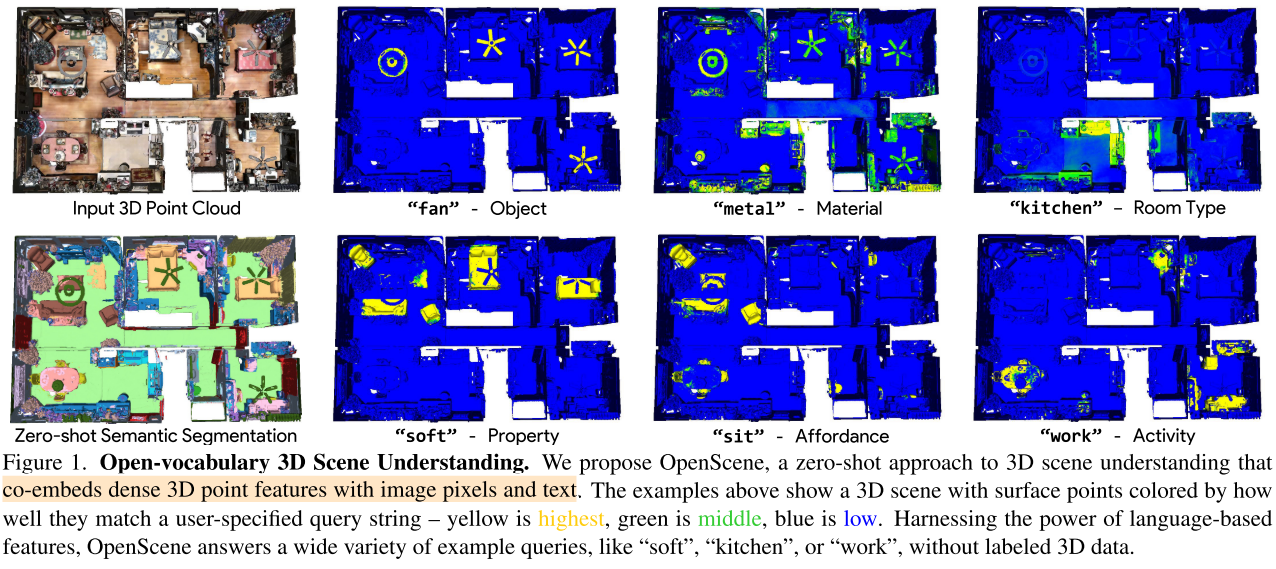 Input 3D Point Cloud
“fan” - Object
“metal” - Material
“kitchen” - Room Type
Zero-shot Semantic Segmentation
“soft” - Property
“sit” - Affordance
“work” - Activity
Figure 1. Open-vocabulary 3D Scene Understanding. We propose OpenScene, a zero-shot approach to 3D scene understanding that
co-embeds dense 3D point features with image pixels and text. The examples above show a 3D scene with surface points colored by how
well they match a user-specified query string – yellow is highest, green is middle, blue is low. Harnessing the power of language-based
features, OpenScene answers a wide variety of example queries, like “soft”, “kitchen”, or “work”, without labeled 3D data.